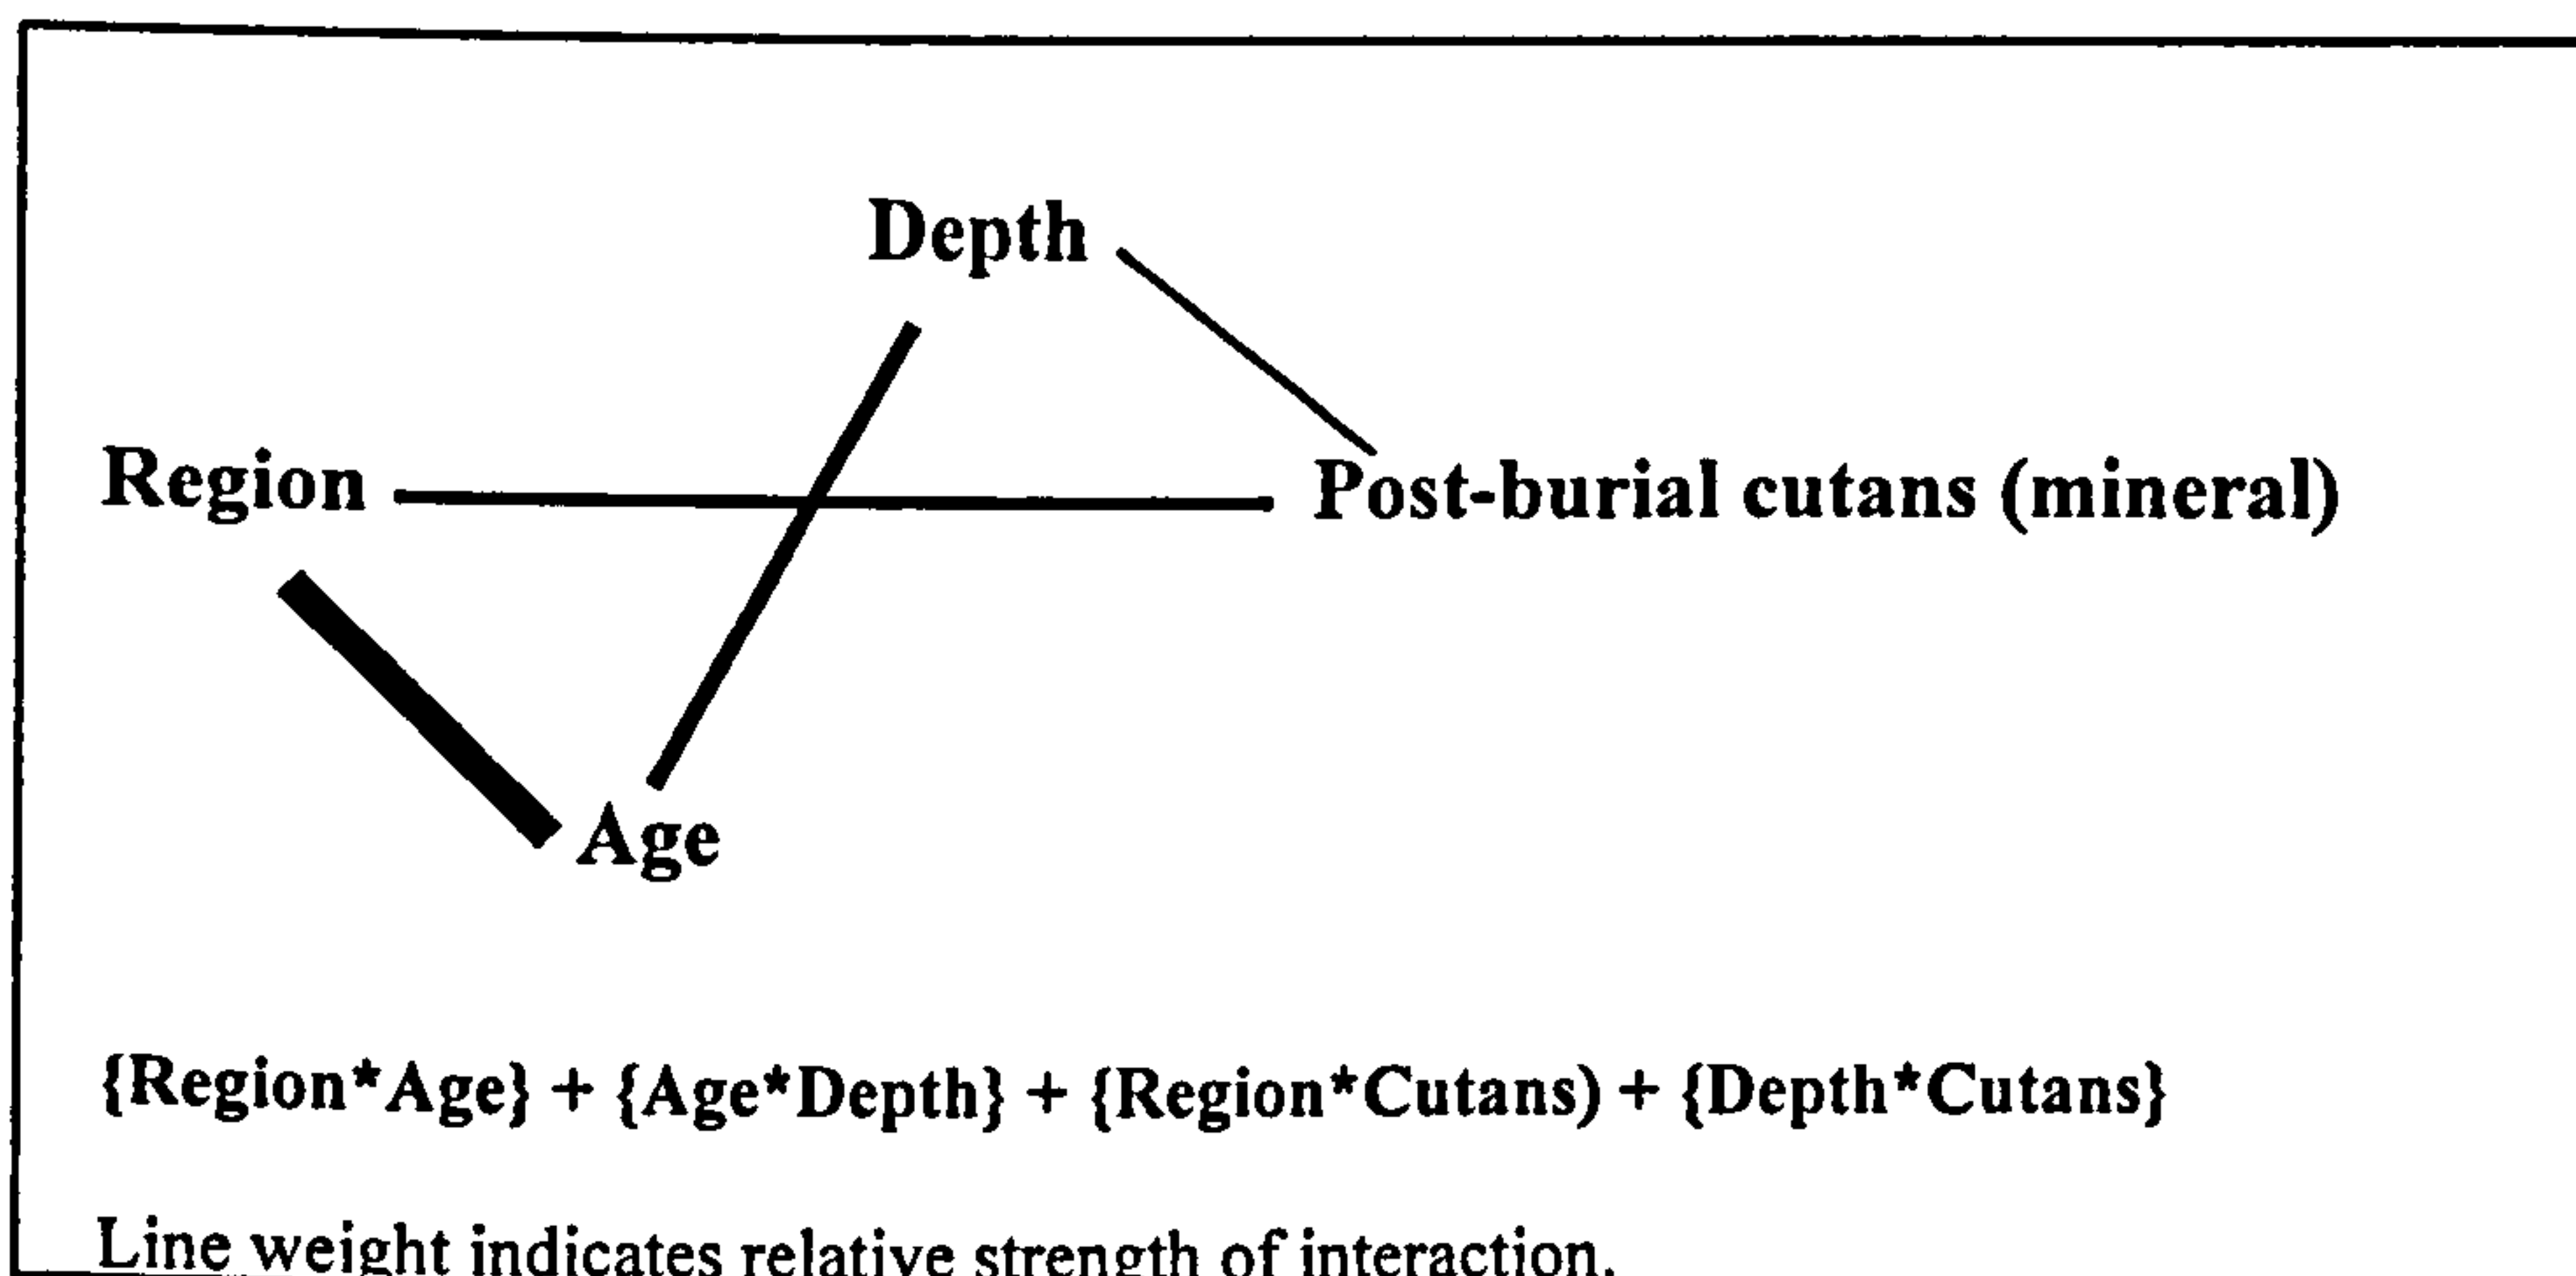 Depth
Region
Post-burial cutans (mineral)
Age
{Region*Age} + {Age*Depth} + {Region*Cutans) + {Depth*Cutans}
Line weight indicates relative strength of interaction.